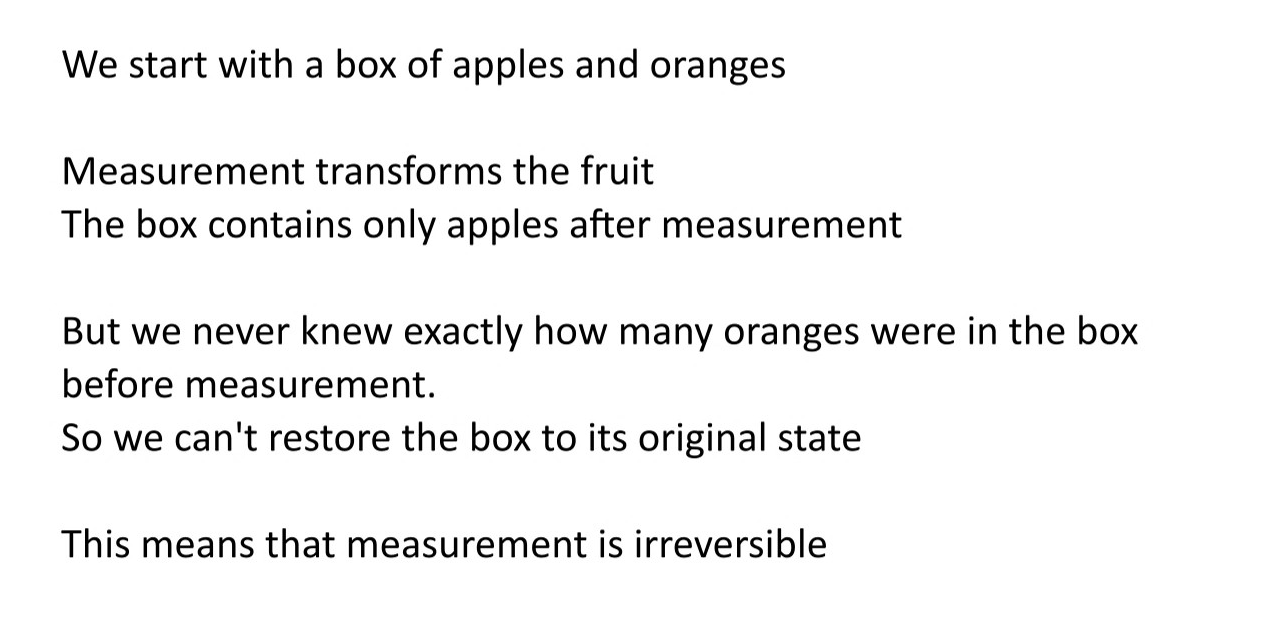 We start with a box of apples and oranges
Measurement transforms the fruit
The box contains only apples after measurement
But we never knew exactly how many oranges were in the box
before measurement.
So we can't restore the box to its original state
This means that measurement is irreversible